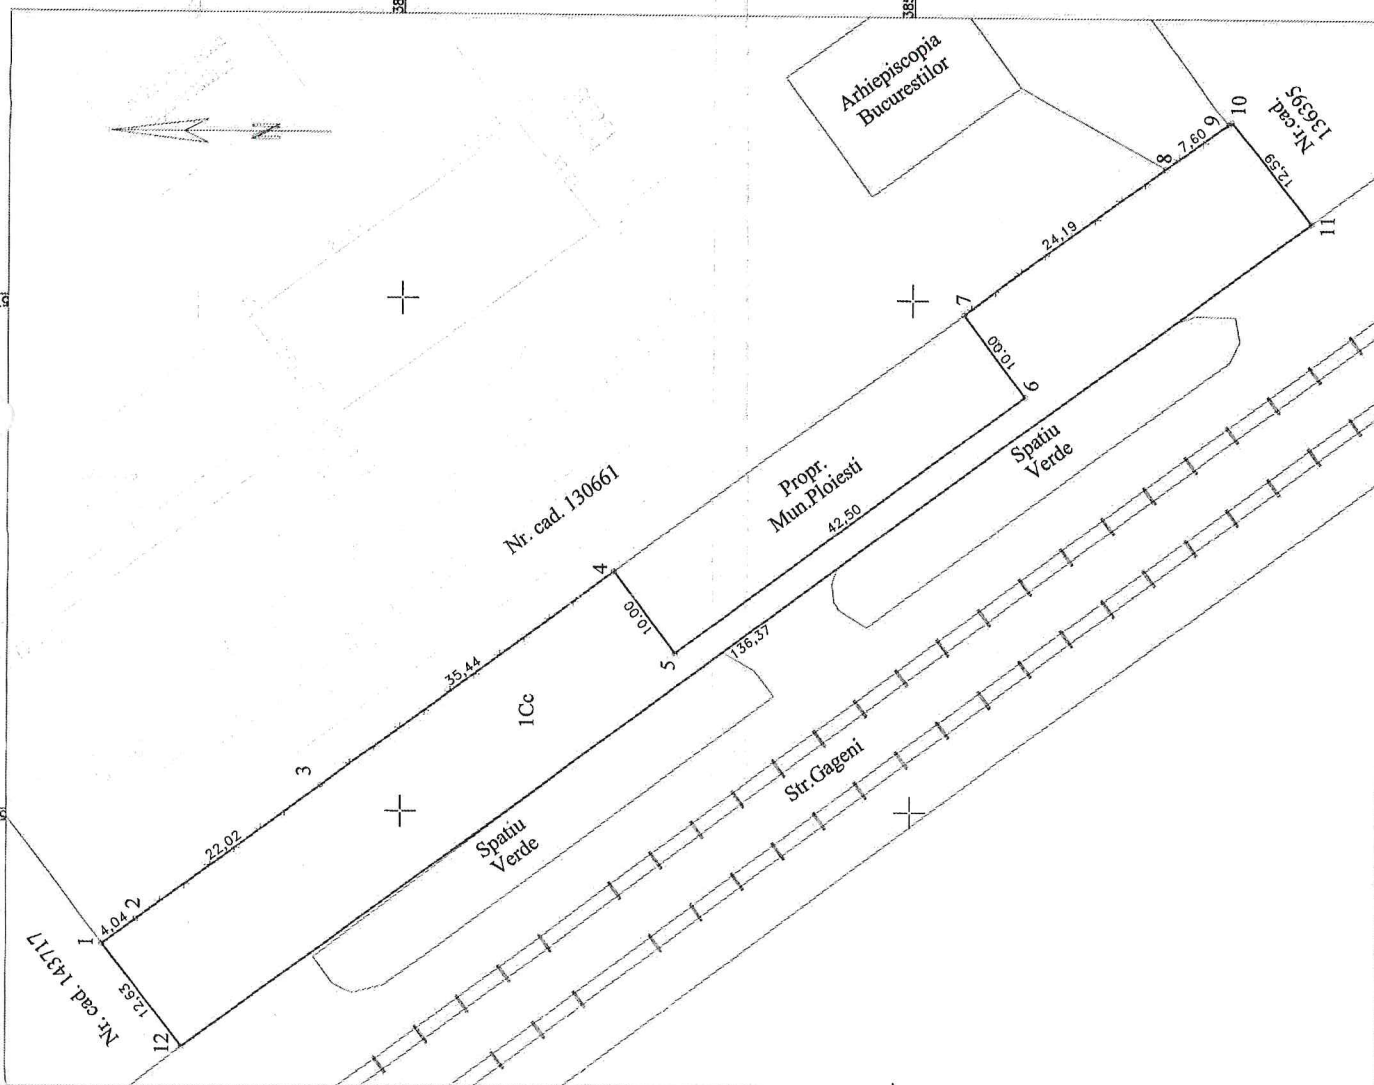 38
385
Arhiepiscopia
Bucurestilor
N
10
9
Nr.cad.
136395
8
7,60
12,59
11
24,19
7
10.00
6
Propr.
Mun.Ploiesti
Spatiu
Verde
42,50
Nr. cad. 130661
4
10.00
5
136,37
35,44
1Cc
3
Str.Gageni
22,02
Spatiu
Verde
2
4,04
1
Nr. cad. 143717
12,63
12